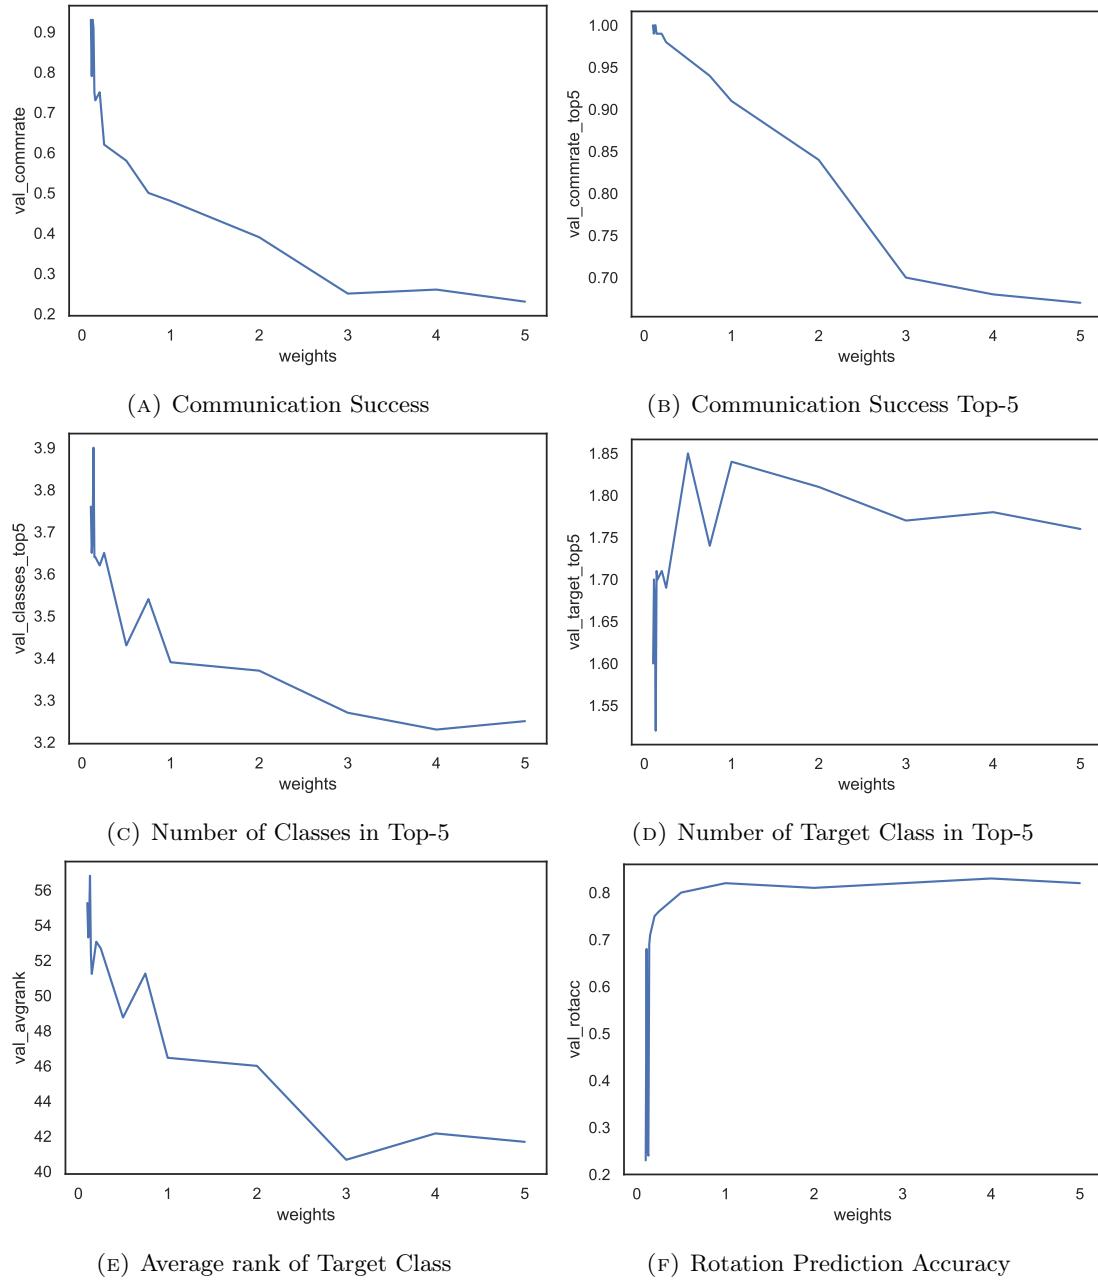 val_commrate
0.9
0.8
0.7
0.6
0.5
0.4
0.3
0.2
0 1 2 3 4 5
weights
(A) Communication Success
val_commrate_top5
1.00
0.95
0.90
0.85
0.80
0.75
0.70
0 1 2 3 4 5
weights
(B) Communication Success Top-5
val_classes_top5
3.9
3.8
3.7
3.6
3.5
3.4
3.3
3.2
0 1 2 3 4 5
weights
(C) Number of Classes in Top-5
val_target_top5
1.85
1.80
1.75
1.70
1.65
1.60
1.55
0 1 2 3 4 5
weights
(D) Number of Target Class in Top-5
val_avgrank
56
54
52
50
48
46
44
42
40
0 1 2 3 4 5
weights
(E) Average rank of Target Class
val_rotacc
0.8
0.7
0.6
0.5
0.4
0.3
0.2
0 1 2 3 4 5
weights
(F) Rotation Prediction Accuracy